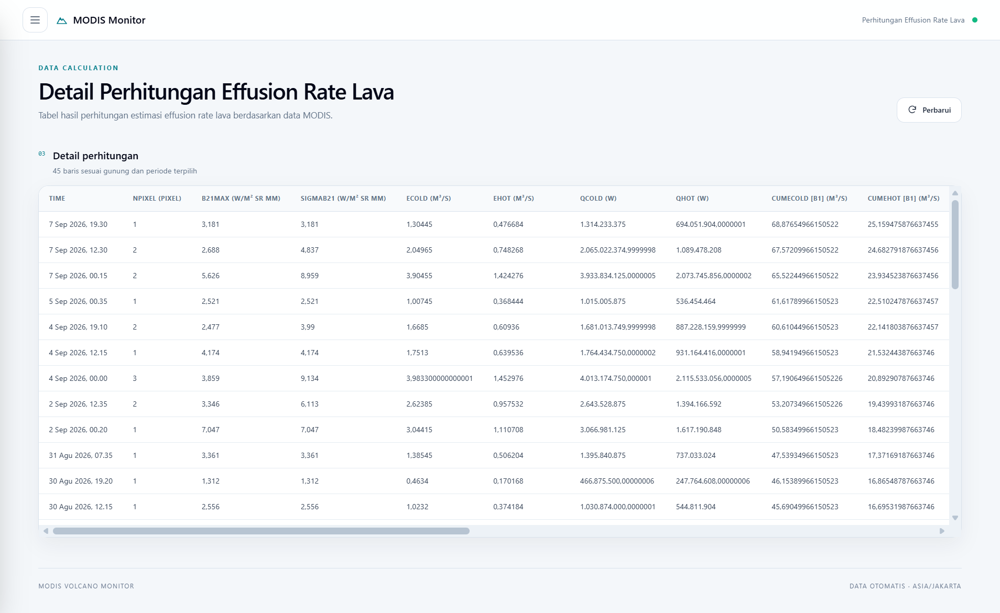 MODIS Monitor
Perhitungan Effusion Rate Lava
DATA CALCULATION
Detail Perhitungan Effusion Rate Lava
Tabel hasil perhitungan estimasi effusion rate lava berdasarkan data MODIS.
Perbarui
03 Detail perhitungan
45 baris sesuai gunung dan periode terpilih
TIME NPIXEL (PIXEL) B21MAX (W/M² SR MM) SIGMAB21 (W/M² SR MM) ECOLD (M³/S) EHOT (M³/S) QCOLD (W) QHOT (W) CUMECOLD [B1] (M³/S) CUMEHOT [B1] (M³/S)
7 Sep 2026, 19.30 1 3,181 3,181 1,30445 0,476684 1.314.233.375 694.051.904,0000001 68,87654966150522 25,159475876637455
7 Sep 2026, 12.30 2 2,688 4,837 2,04965 0,748268 2.065.022.374,9999998 1.089.478.208 67,57209966150522 24,682791876637456
7 Sep 2026, 00.15 2 5,626 8,959 3,90455 1,424276 3.933.834.125,0000005 2.073.745.856,0000002 65,52244966150522 23,934523876637456
5 Sep 2026, 00.35 1 2,521 2,521 1,00745 0,368444 1.015.005.875 536.454.464 61,61789966150523 22,510247876637457
4 Sep 2026, 19.10 2 2,477 3,99 1,6685 0,60936 1.681.013.749,9999998 887.228.159,9999999 60,61044966150523 22,141803876637457
4 Sep 2026, 12.15 1 4,174 4,174 1,7513 0,639536 1.764.434.750,0000002 931.164.416,0000001 58,94194966150523 21,53244387663746
4 Sep 2026, 00.00 3 3,859 9,134 3,983300000000001 1,452976 4.013.174.750,000001 2.115.533.056,0000005 57,190649661505226 20,89290787663746
2 Sep 2026, 12.35 2 3,346 6,113 2,62385 0,957532 2.643.528.875 1.394.166.592 53,207349661505226 19,43993187663746
2 Sep 2026, 00.20 1 7,047 7,047 3,04415 1,110708 3.066.981.125 1.617.190.848 50,58349966150523 18,48239987663746
31 Agu 2026, 07.35 1 3,361 3,361 1,38545 0,506204 1.395.840.875 737.033.024 47,53934966150523 17,37169187663746
30 Agu 2026, 19.20 1 1,312 1,312 0,4634 0,170168 466.875.500,00000006 247.764.608,00000006 46,15389966150523 16,86548787663746
30 Agu 2026, 12.15 1 2,556 2,556 1,0232 0,374184 1.030.874.000,0000001 544.811.904 45,69049966150523 16,69531987663746
MODIS VOLCANO MONITOR
DATA OTOMATIS · ASIA/JAKARTA